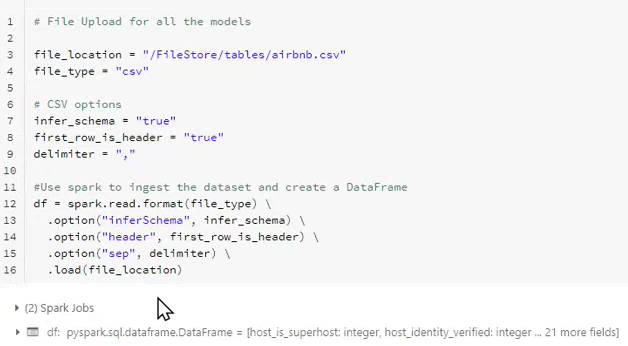 1 # File Upload for all the models
2
3 file_location = "/FileStore/tables/airbnb.csv"
4 file_type = "csv"
5
6 # CSV options
7 infer_schema = "true"
8 first_row_is_header = "true"
9 delimiter = ","
10
11 #Use spark to ingest the dataset and create a DataFrame
12 df = spark.read.format(file_type) \
13   .option("inferSchema", infer_schema) \
14   .option("header", first_row_is_header) \
15   .option("sep", delimiter) \
16   .load(file_location)
(2) Spark Jobs
df: pyspark.sql.dataframe.DataFrame = [host_is_superhost: integer, host_identity_verified: integer ... 21 more fields]